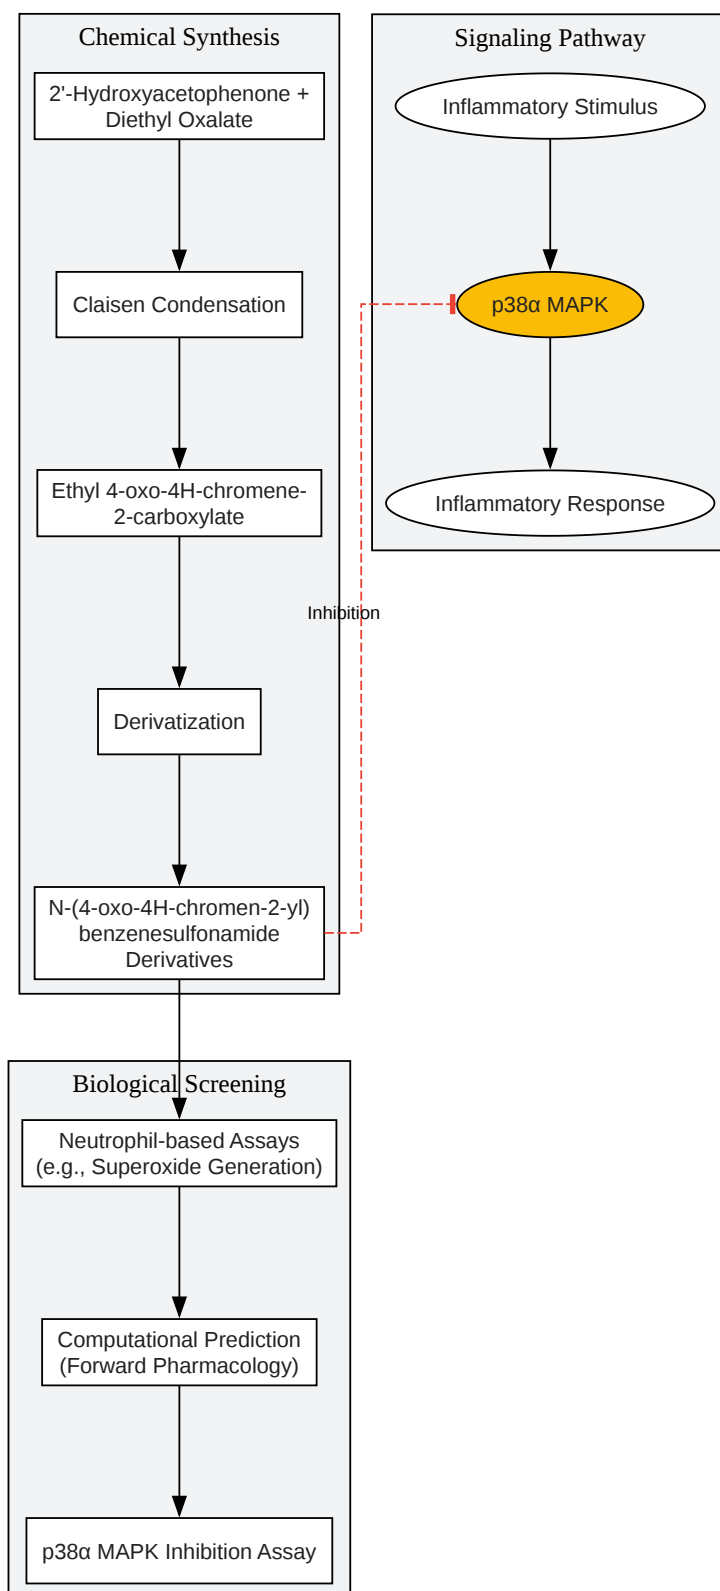 Chemical Synthesis
2'-Hydroxyacetophenone +
Diethyl Oxalate
Claisen Condensation
Ethyl 4-oxo-4H-chromene-
2-carboxylate
Derivatization
N-(4-oxo-4H-chromen-2-yl)
benzenesulfonamide
Derivatives
Signaling Pathway
Inflammatory Stimulus
p38α MAPK
Inflammatory Response
Inhibition
Biological Screening
Neutrophil-based Assays
(e.g., Superoxide Generation)
Computational Prediction
(Forward Pharmacology)
p38α MAPK Inhibition Assay